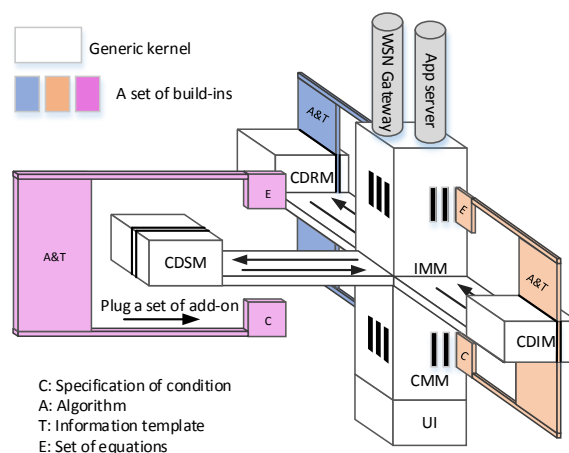 Generic kernel
A set of build-ins
WSN Gateway
App server
A&T
CDRM
E
E
A&T
CDSM
IMM
A&T
Plug a set of add-on
CDIM
C
C
CMM
UI
C: Specification of condition
A: Algorithm
T: Information template
E: Set of equations